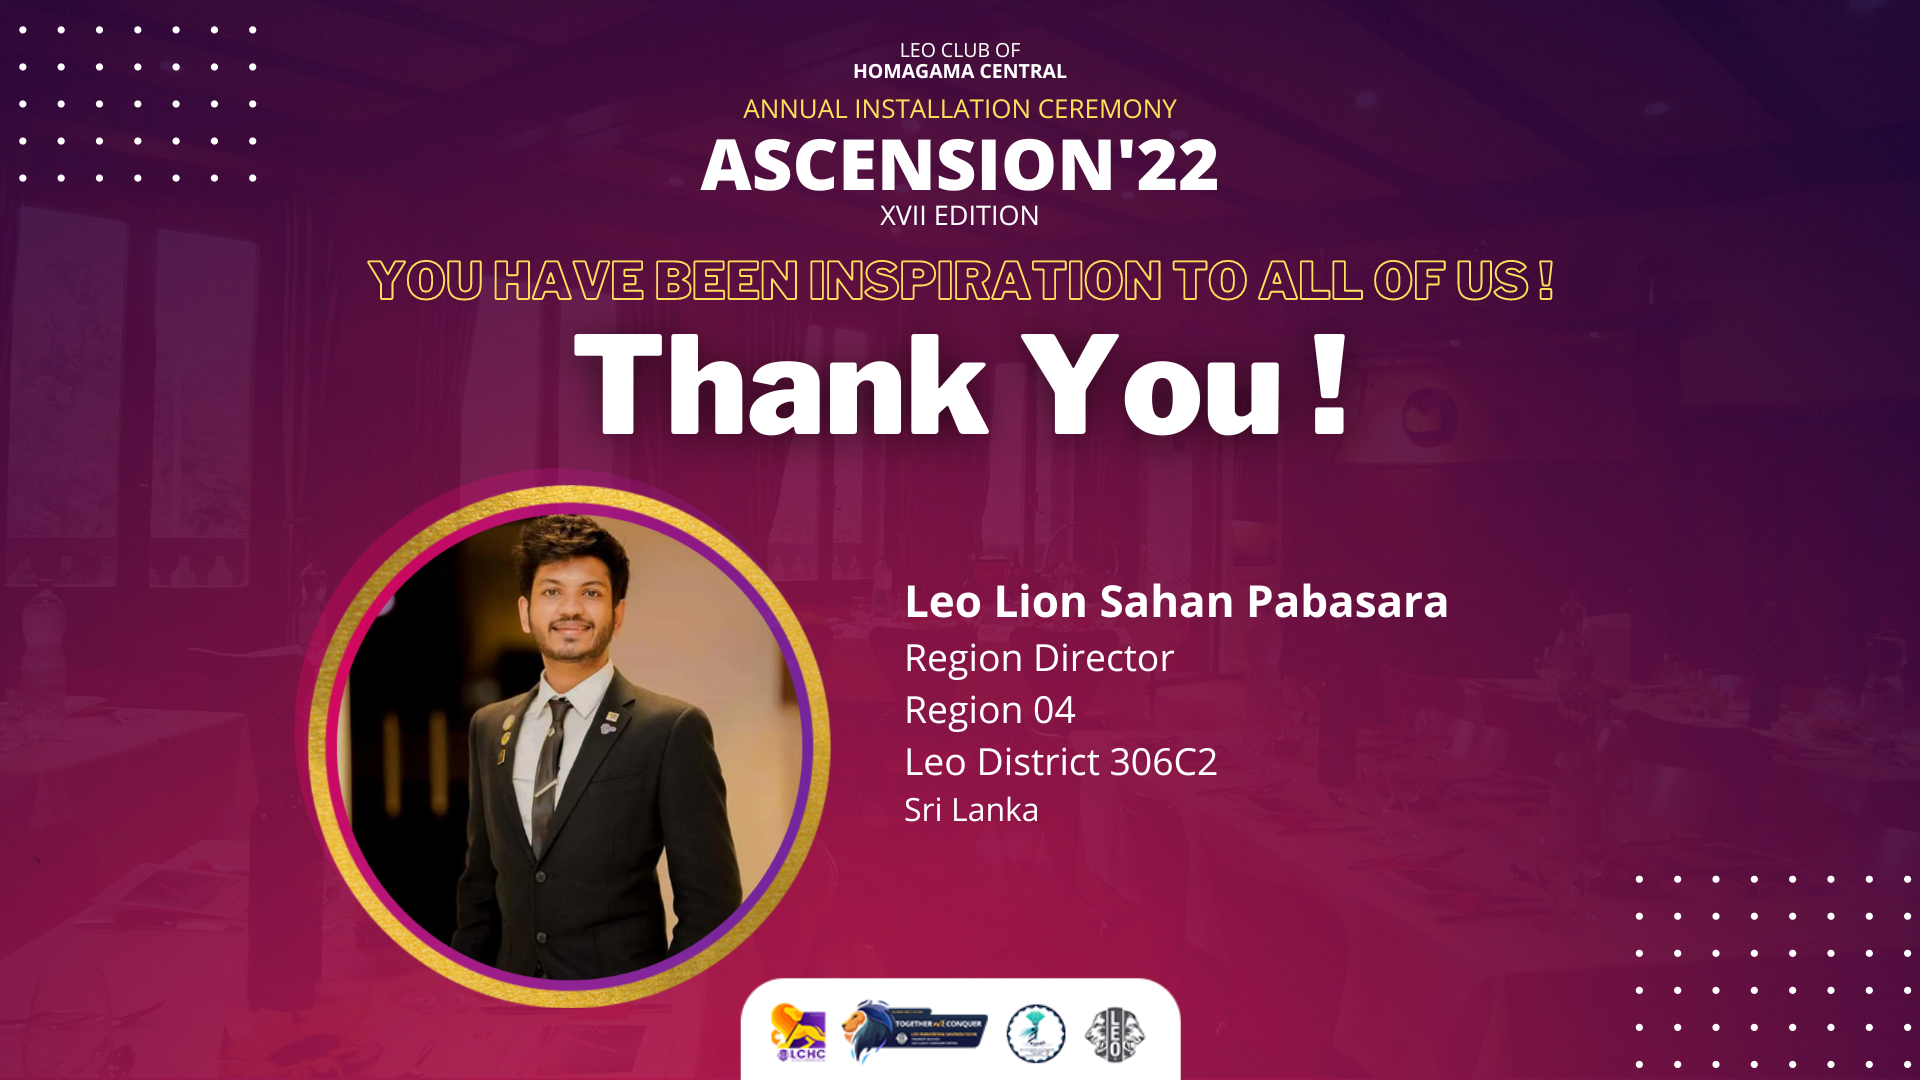 LEO CLUB OF
HOMAGAMA CENTRAL
ANNUAL INSTALLATION CEREMONY
ASCENSION'22
XVII EDITION
YOU HAVE BEEN INSPIRATION TO ALL OF US !
Thank You !
Leo Lion Sahan Pabasara
Region Director
Region 04
Leo District 306C2
Sri Lanka
LCHC
TOGETHER CONQUER
LEO